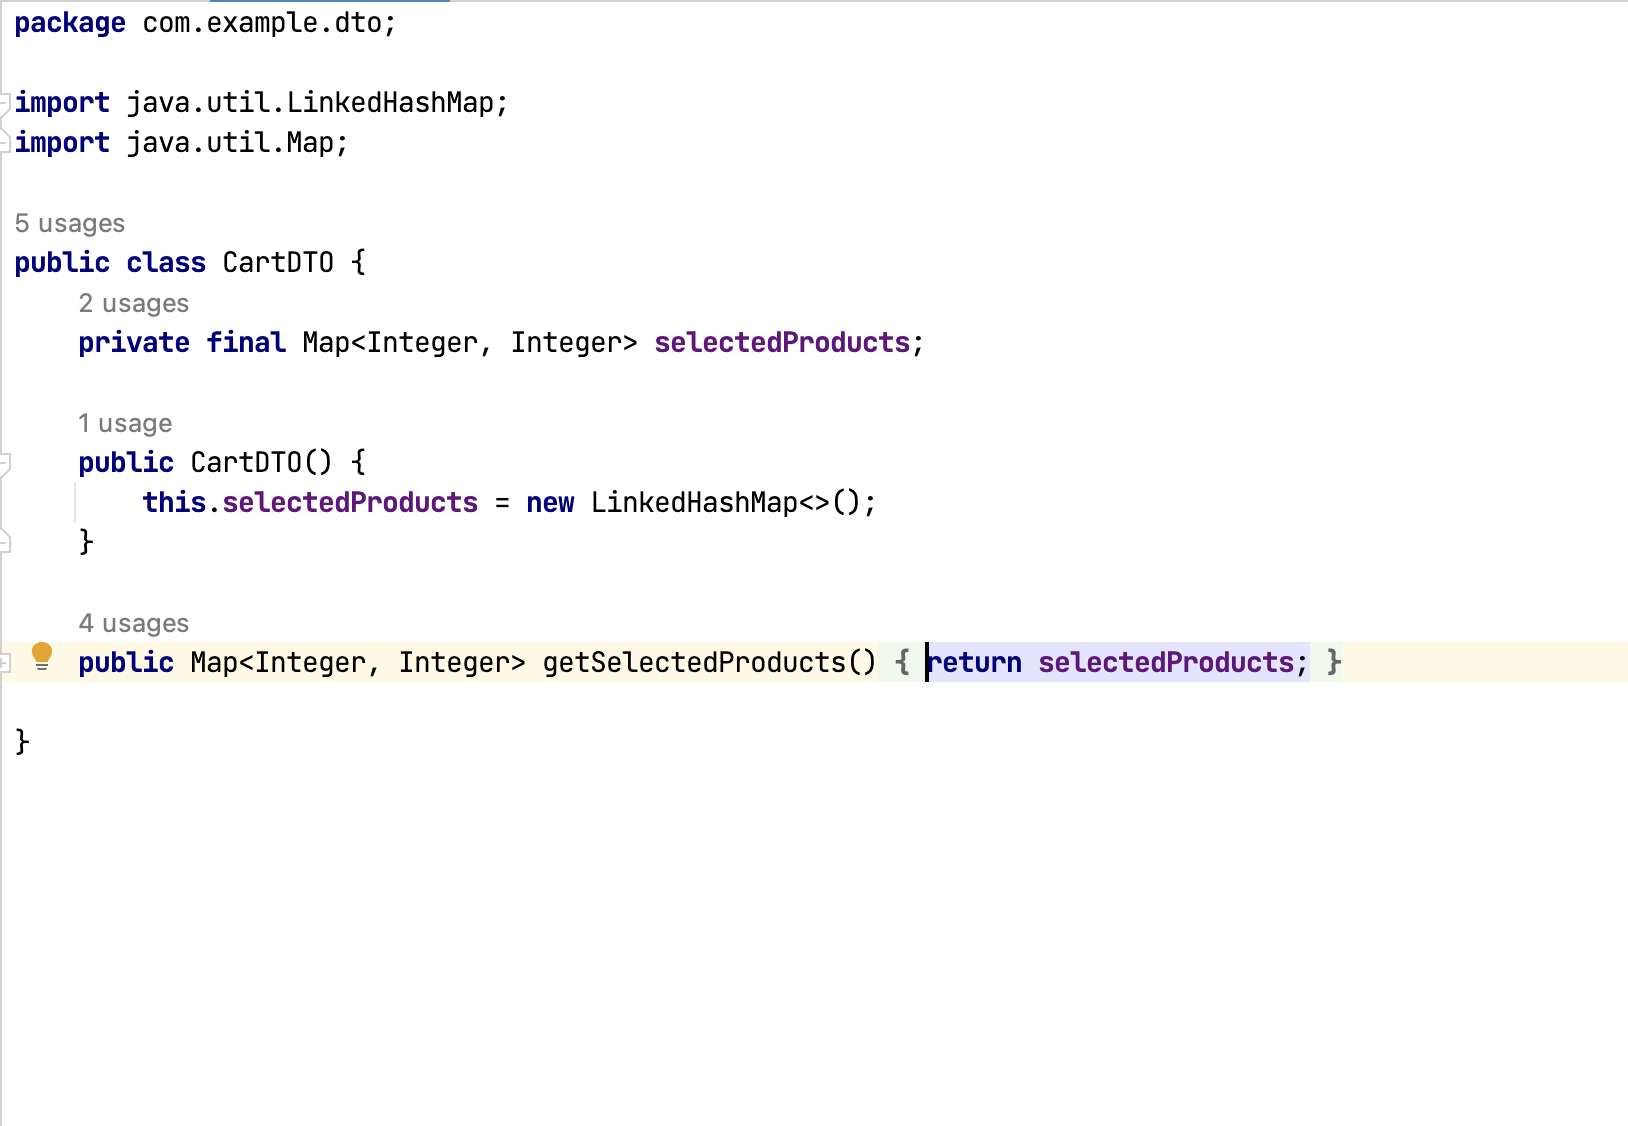 package com.example.dto;
import java.util.LinkedHashMap;
import java.util.Map;
5 usages
public class CartDTO {
2 usages
private final Map<Integer, Integer> selectedProducts;
1 usage
public CartDTO() {
this.selectedProducts = new LinkedHashMap<>();
}
4 usages
public Map<Integer, Integer> getSelectedProducts() { return selectedProducts; }
}